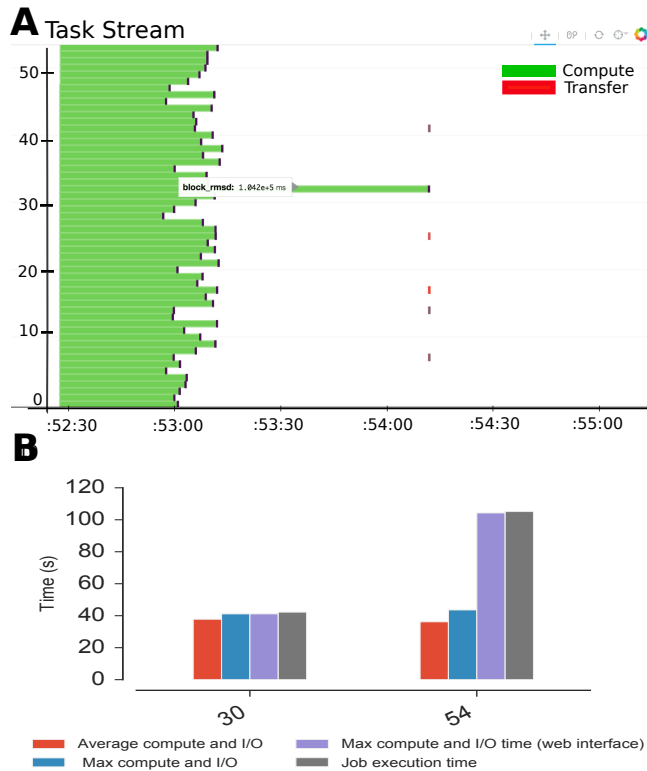 A Task Stream
Compute
Transfer
50
40
30
20
10
0
block_rmsd: 1.042e+5 ms
:52:30 :53:00 :53:30 :54:00 :54:30 :55:00
B
120
100
80
60
40
20
0
Time (s)
30 54
Average compute and I/O Max compute and I/O time (web interface)
Max compute and I/O Job execution time